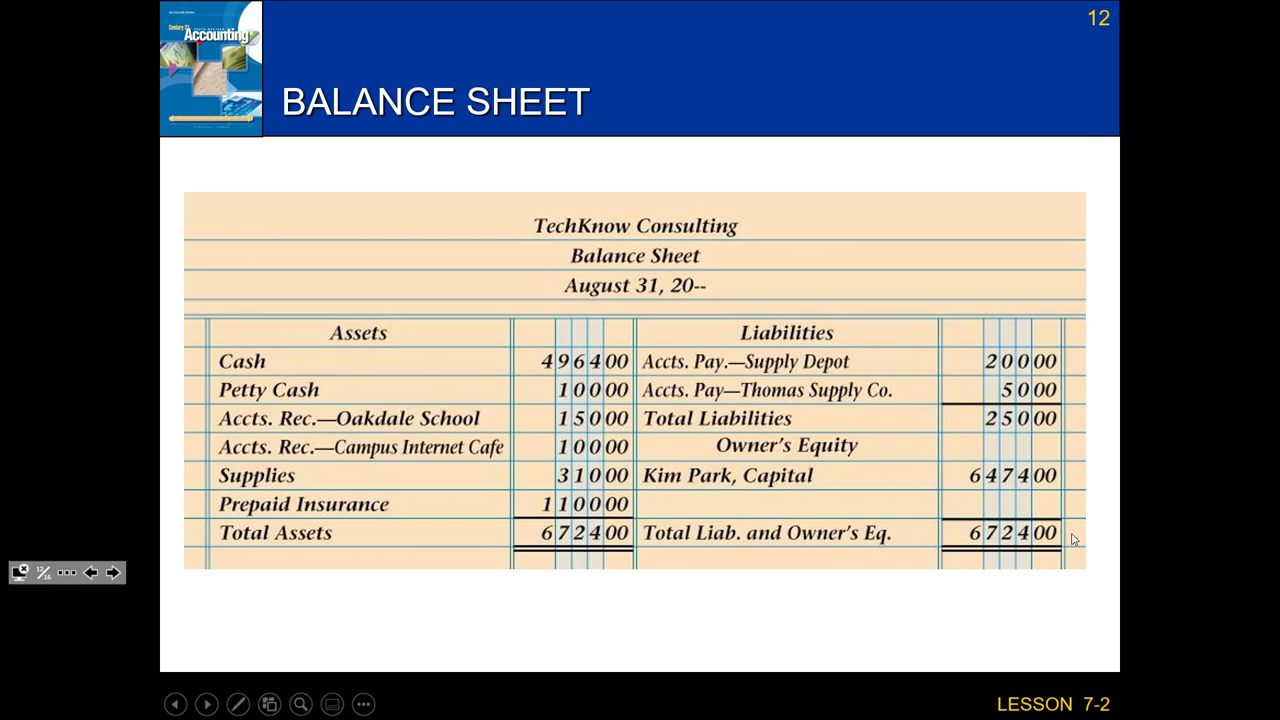 12
Century 21
Accounting
BALANCE SHEET
TechKnow Consulting
Balance Sheet
August 31, 20--
Assets Liabilities
Cash 4 9 6 4 00 Accts. Pay.—Supply Depot 2 0 0 00
Petty Cash 1 0 0 00 Accts. Pay—Thomas Supply Co. 5 0 00
Accts. Rec.—Oakdale School 1 5 0 00 Total Liabilities 2 5 0 00
Accts. Rec.—Campus Internet Cafe 1 0 0 00 Owner's Equity
Supplies 3 1 0 00 Kim Park, Capital 6 4 7 4 00
Prepaid Insurance 1 1 0 0 00
Total Assets 6 7 2 4 00 Total Liab. and Owner's Eq. 6 7 2 4 00
12/16
LESSON 7-2